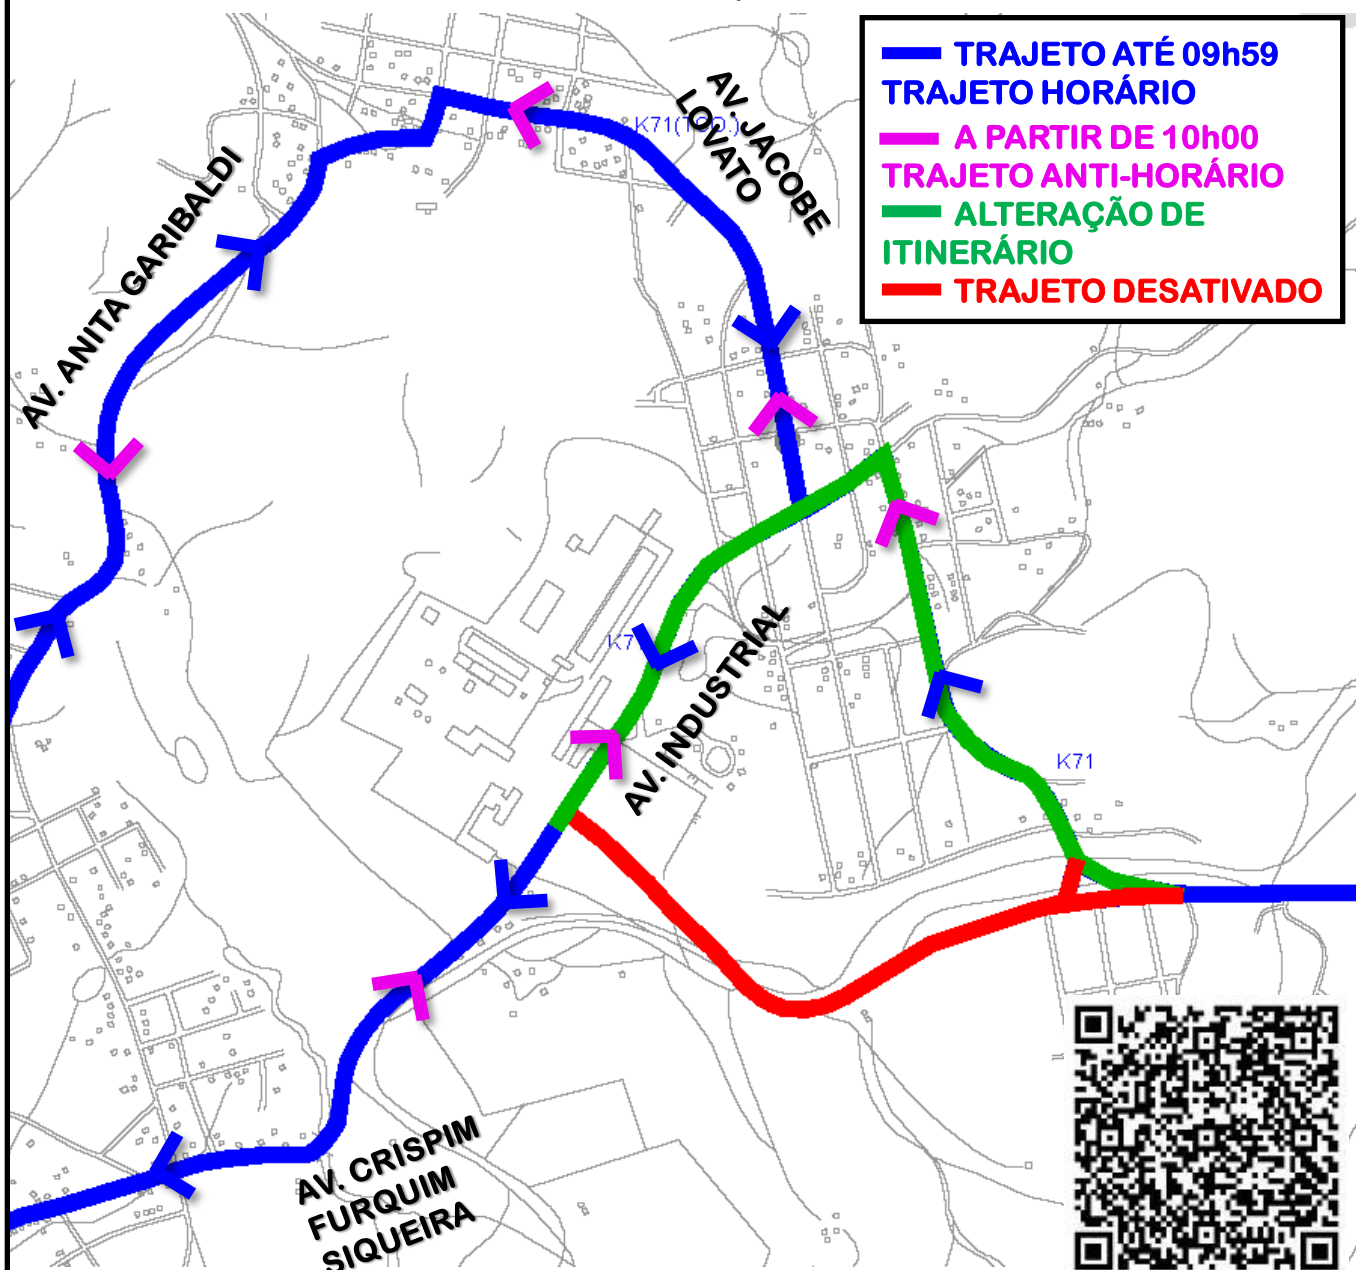 TRAJETO ATÉ 09h59
TRAJETO HORÁRIO
A PARTIR DE 10h00
TRAJETO ANTI-HORÁRIO
ALTERAÇÃO DE
ITINERÁRIO
TRAJETO DESATIVADO
AV. JACOBE
LOVATO
AV. ANITA GARIBALDI
AV. INDUSTRIAL
K71
AV. CRISPIM
FURQUIM
SIQUEIRA